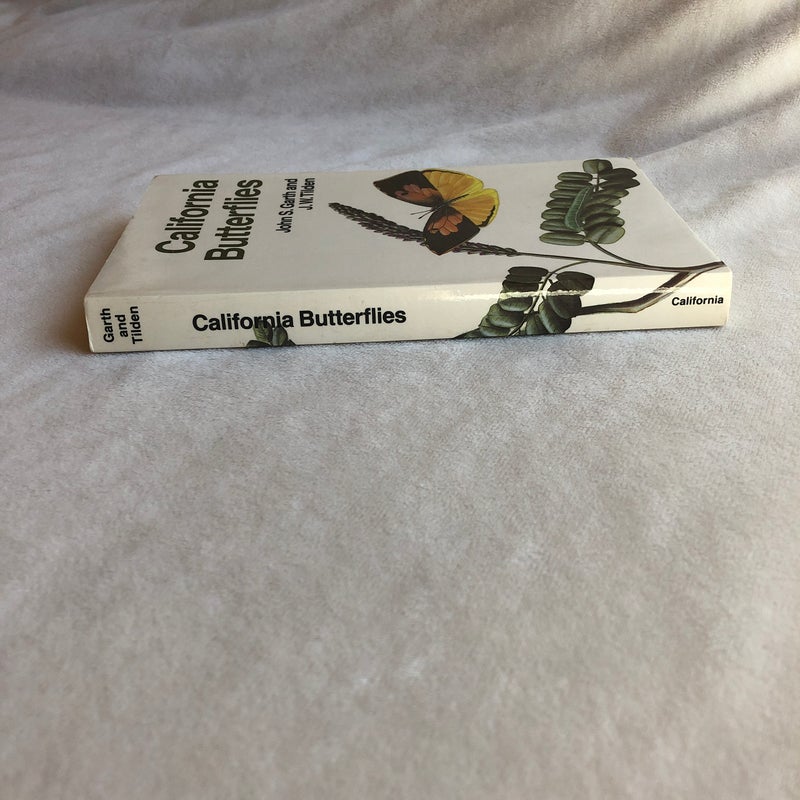 California
Butterflies
John S. Garth and
J. W. Tilden
Garth
and
Tilden
California Butterflies
California